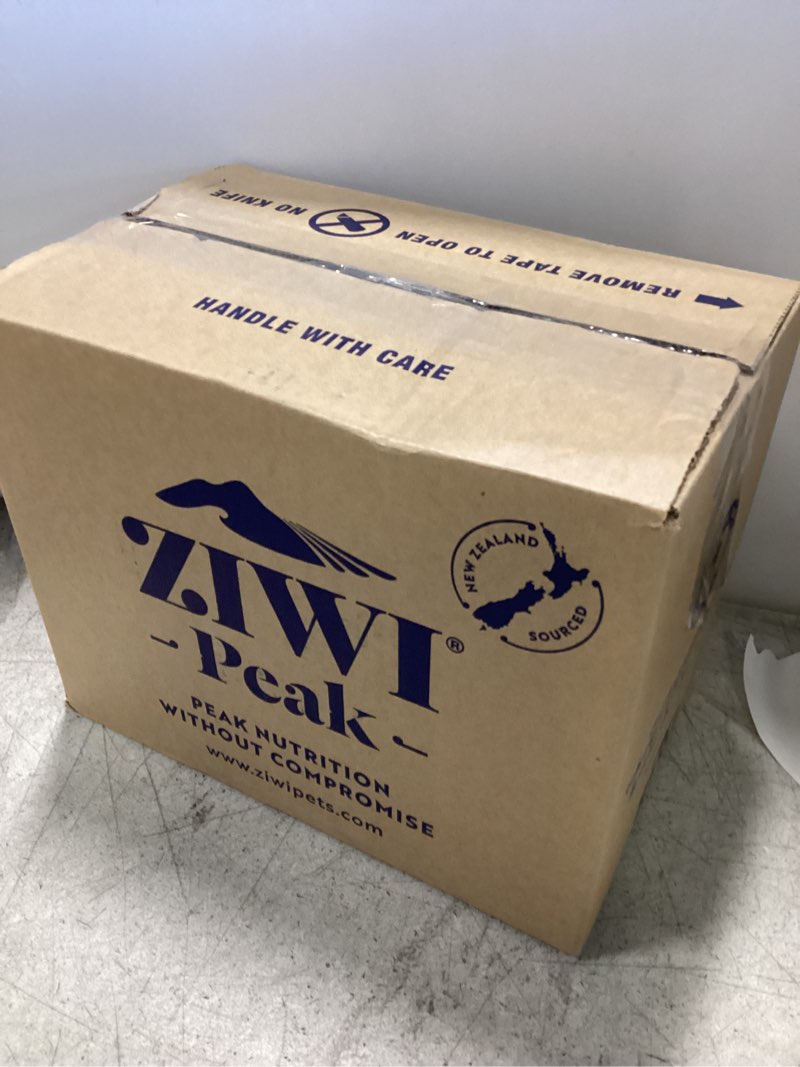 REMOVE TAPE TO OPEN
NO KNIFE
HANDLE WITH CARE
ZIWI®
- Peak -
PEAK NUTRITION
WITHOUT COMPROMISE
www.ziwipets.com
NEW ZEALAND
SOURCED